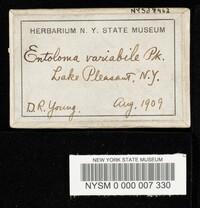 HERBARIUM N. Y. STATE MUSEUM
Entoloma variabile Pk.
Lake Pleasant, N.Y.
D.R. Young. Aug. 1909
NEW YORK STATE MUSEUM
NYSM 0 000 007 330